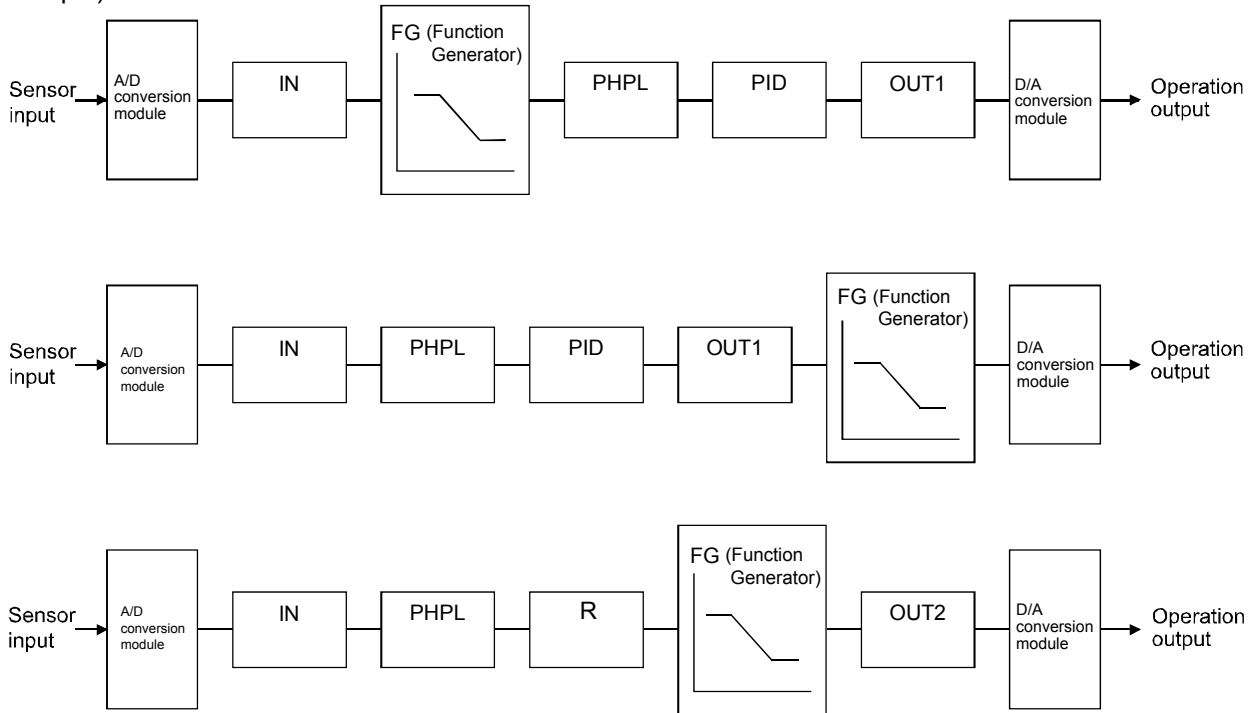 FG (Function
Generator)
Sensor
input
A/D
conversion
module
IN
PHPL
PID
OUT1
D/A
conversion
module
Operation
output
FG (Function
Generator)
Sensor
input
A/D
conversion
module
IN
PHPL
PID
OUT1
D/A
conversion
module
Operation
output
FG (Function
Generator)
Sensor
input
A/D
conversion
module
IN
PHPL
R
OUT2
D/A
conversion
module
Operation
output